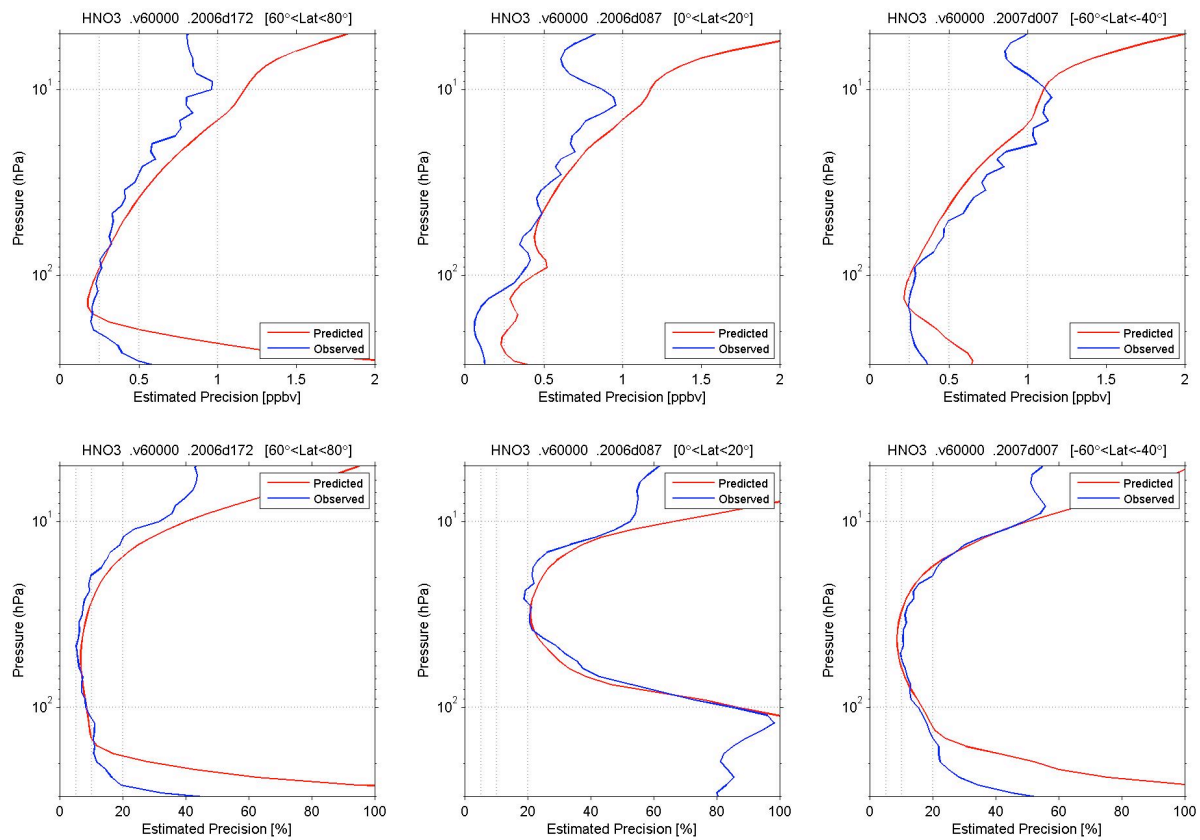 HNO3 .v60000 .2006d172 [60°<Lat<80°]
10¹
10²
Pressure (hPa)
Predicted
Observed
0 0.5 1 1.5 2
Estimated Precision [ppbv]
HNO3 .v60000 .2006d087 [0°<Lat<20°]
10¹
10²
Pressure (hPa)
Predicted
Observed
0 0.5 1 1.5 2
Estimated Precision [ppbv]
HNO3 .v60000 .2007d007 [-60°<Lat<-40°]
10¹
10²
Pressure (hPa)
Predicted
Observed
0 0.5 1 1.5 2
Estimated Precision [ppbv]
HNO3 .v60000 .2006d172 [60°<Lat<80°]
Predicted
Observed
10¹
10²
Pressure (hPa)
0 20 40 60 80 100
Estimated Precision [%]
HNO3 .v60000 .2006d087 [0°<Lat<20°]
Predicted
Observed
10¹
10²
Pressure (hPa)
0 20 40 60 80 100
Estimated Precision [%]
HNO3 .v60000 .2007d007 [-60°<Lat<-40°]
Predicted
Observed
10¹
10²
Pressure (hPa)
0 20 40 60 80 100
Estimated Precision [%]